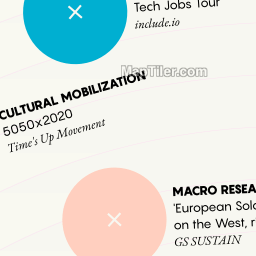 Tech Jobs Tour
include.io
MapTiler.com
CULTURAL MOBILIZATION
5050x2020
Time's Up Movement
MACRO RESEA
'European Sol
on the West, r
GS SUSTAIN